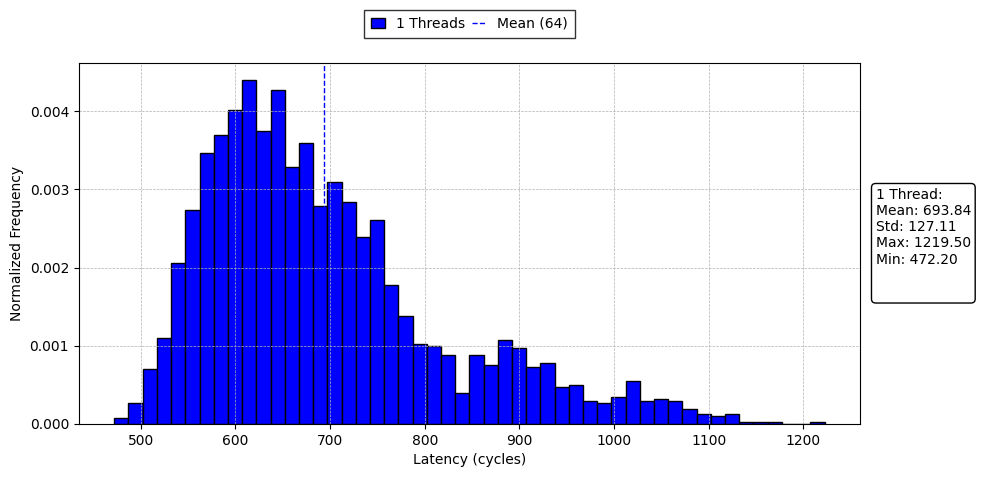 1 Threads
Mean (64)
0.004
0.003
0.002
0.001
0.000
Normalized Frequency
500 600 700 800 900 1000 1100 1200
Latency (cycles)
1 Thread:
Mean: 693.84
Std: 127.11
Max: 1219.50
Min: 472.20